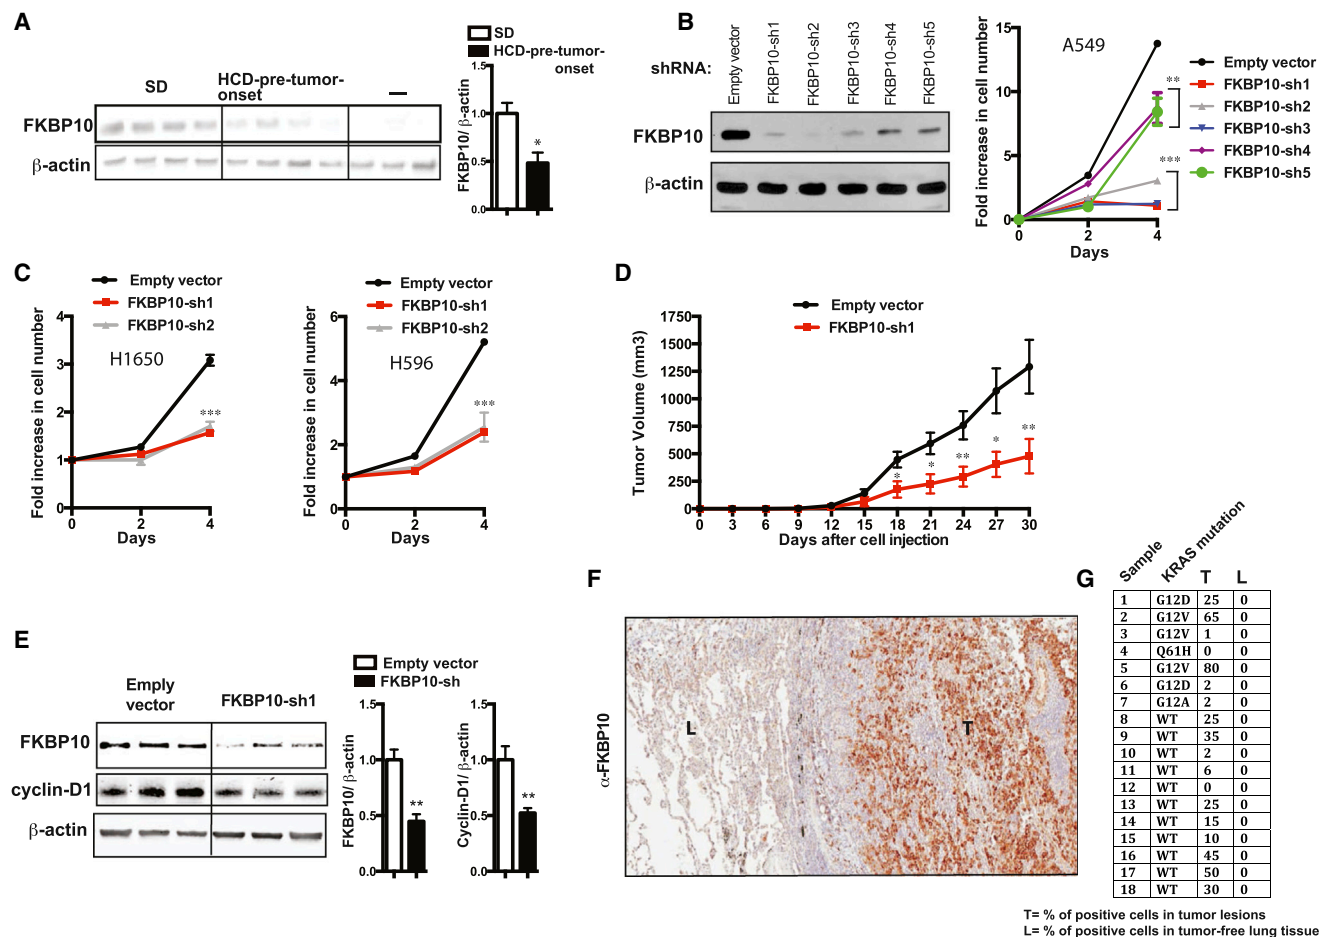 A
SD
HCD-pre-tumor-
onset
SD
HCD-pre-tumor-
onset
—
FKBP10
β-actin
FKBP10/ β-actin
1.5
1.0
0.5
0.0
*
B
shRNA:
Empty vector
FKBP10-sh1
FKBP10-sh2
FKBP10-sh3
FKBP10-sh4
FKBP10-sh5
FKBP10
β-actin
Fold increase in cell number
15
10
5
0
A549
**
***
0 2 4
Days
Empty vector
FKBP10-sh1
FKBP10-sh2
FKBP10-sh3
FKBP10-sh4
FKBP10-sh5
C
Empty vector
FKBP10-sh1
FKBP10-sh2
Fold increase in cell number
4
3
2
1
0
H1650
***
0 2 4
Days
Empty vector
FKBP10-sh1
FKBP10-sh2
Fold increase in cell number
6
4
2
0
H596
***
0 2 4
Days
D
Empty vector
FKBP10-sh1
Tumor Volume (mm3)
1750
1500
1250
1000
750
500
250
0
* * ** * **
0 3 6 9 12 15 18 21 24 27 30
Days after cell injection
E
Emply
vector
FKBP10-sh1
FKBP10
cyclin-D1
β-actin
Empty vector
FKBP10-sh
FKBP10/ β-actin
1.5
1.0
0.5
0.0
**
Cyclin-D1/ β-actin
1.5
1.0
0.5
0.0
**
F
α-FKBP10
L
T
G
Sample KRAS mutation T L
1 G12D 25 0
2 G12V 65 0
3 G12V 1 0
4 Q61H 0 0
5 G12V 80 0
6 G12D 2 0
7 G12A 2 0
8 WT 25 0
9 WT 35 0
10 WT 2 0
11 WT 6 0
12 WT 0 0
13 WT 25 0
14 WT 15 0
15 WT 10 0
16 WT 45 0
17 WT 50 0
18 WT 30 0
T= % of positive cells in tumor lesions
L= % of positive cells in tumor-free lung tissue